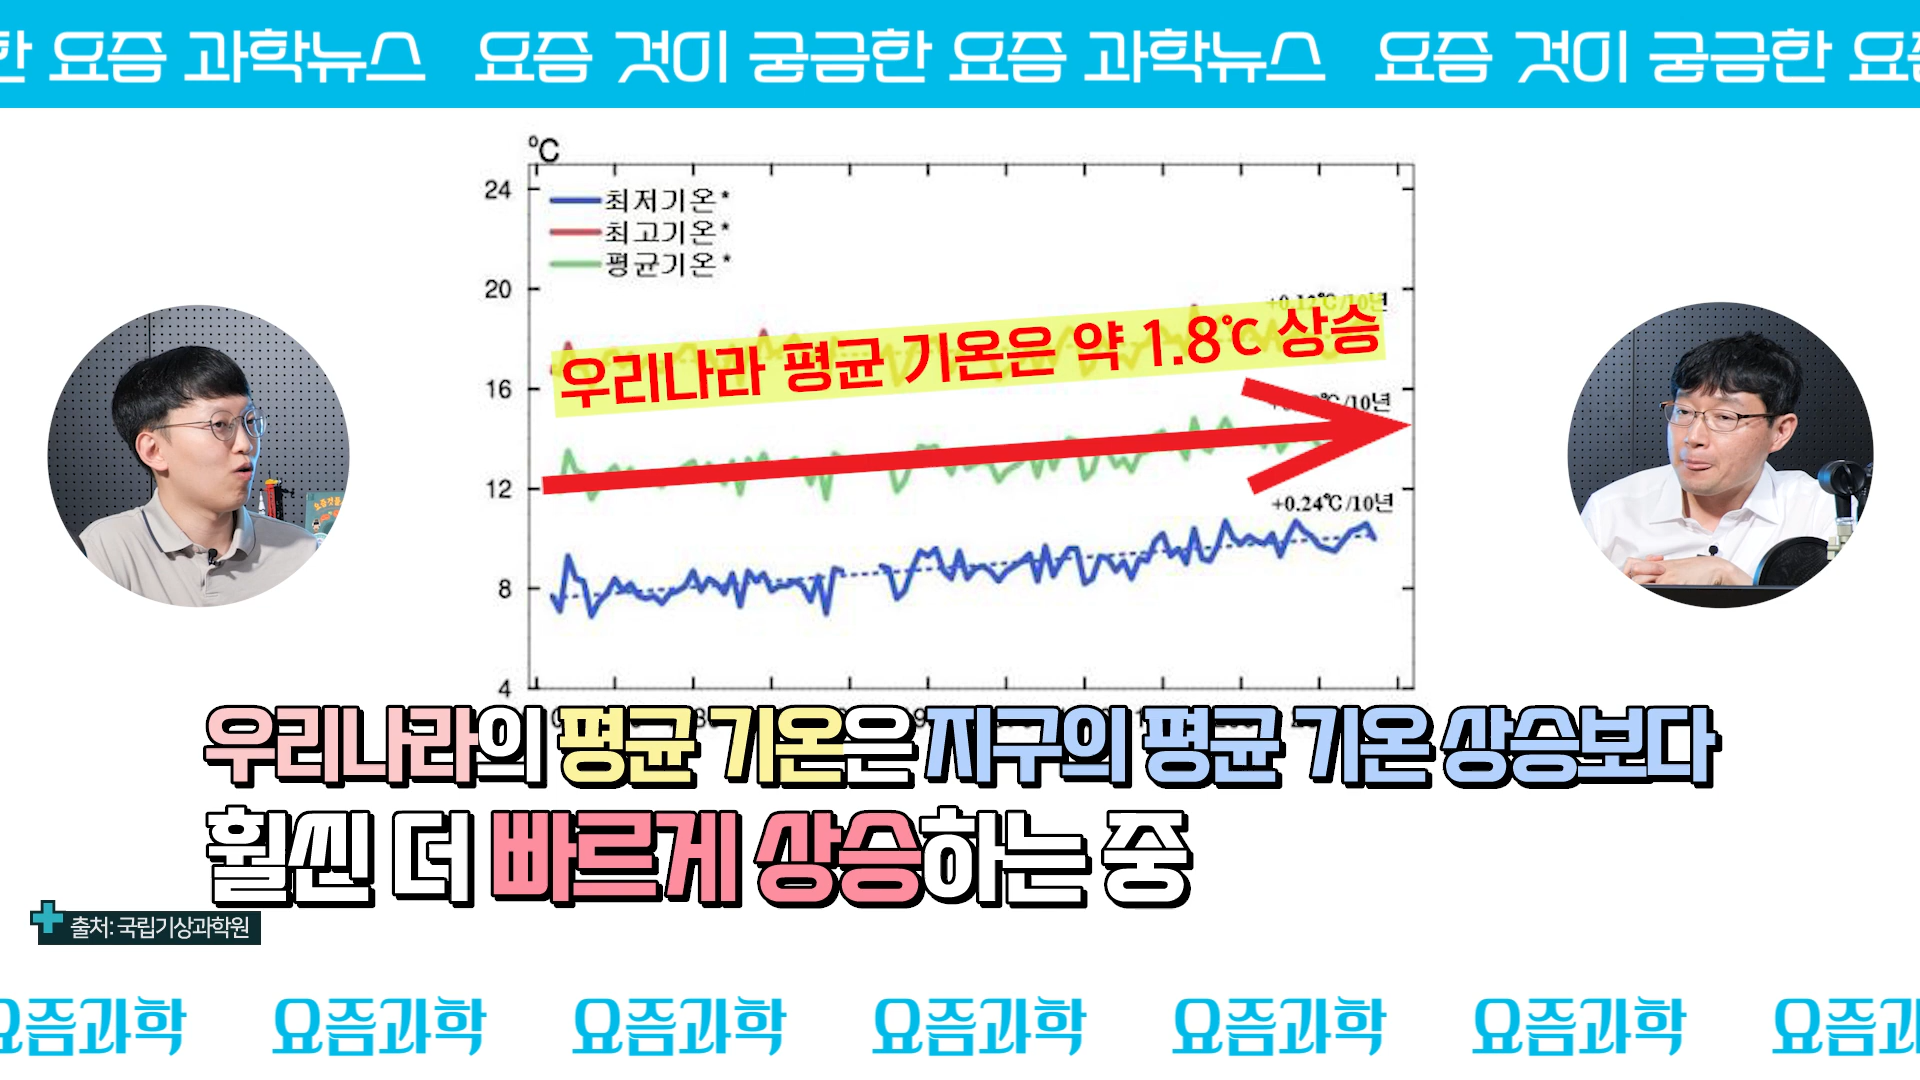 한 요즘 과학뉴스 요즘 것이 궁금한 요즘 과학뉴스 요즘 것이 궁금한 요즘
℃
24
최저기온*
최고기온*
평균기온*
20
우리나라 평균 기온은 약 1.8℃ 상승
16
℃/10년
12
+0.24℃/10년
8
4
우리나라의 평균 기온은 지구의 평균 기온 상승보다
훨씬 더 빠르게 상승하는 중
출처: 국립기상과학원
요즘과학 요즘과학 요즘과학 요즘과학 요즘과학 요즘과학 요즘과